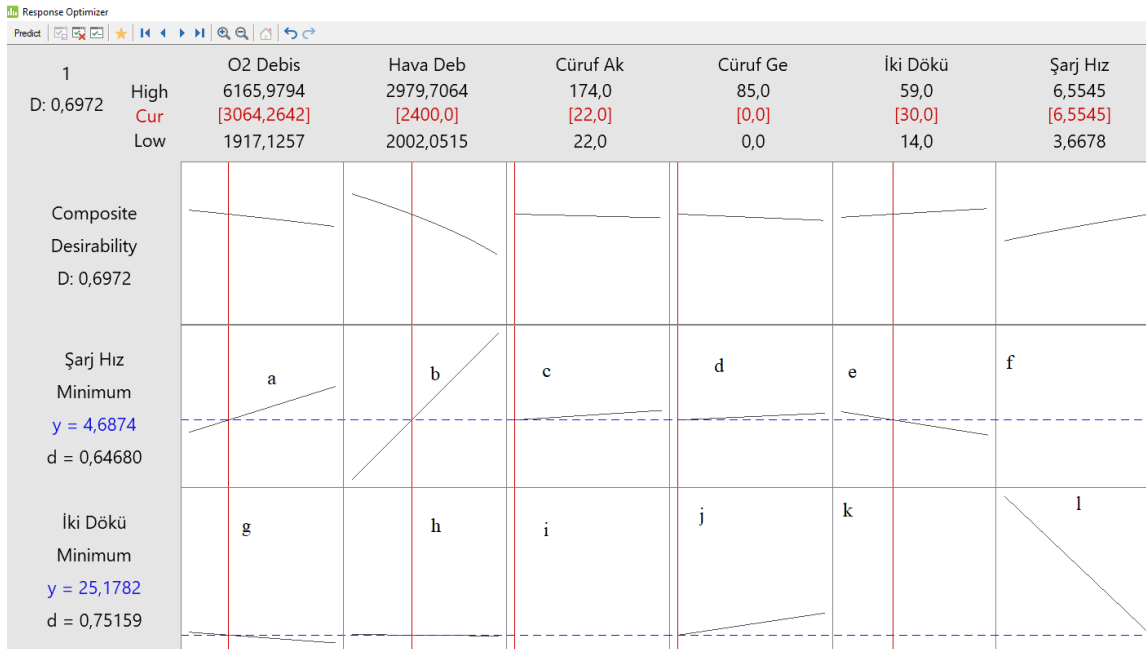 Response Optimizer
Predict
O2 Debis Hava Deb Cüruf Ak Cüruf Ge İki Dökü Şarj Hız
1
High 6165,9794 2979,7064 174,0 85,0 59,0 6,5545
D: 0,6972
Cur [3064,2642] [2400,0] [22,0] [0,0] [30,0] [6,5545]
Low 1917,1257 2002,0515 22,0 0,0 14,0 3,6678
Composite
Desirability
D: 0,6972
Şarj Hız
Minimum
y = 4,6874
d = 0,64680
a b c d e f
İki Dökü
Minimum
y = 25,1782
d = 0,75159
g h i j k l